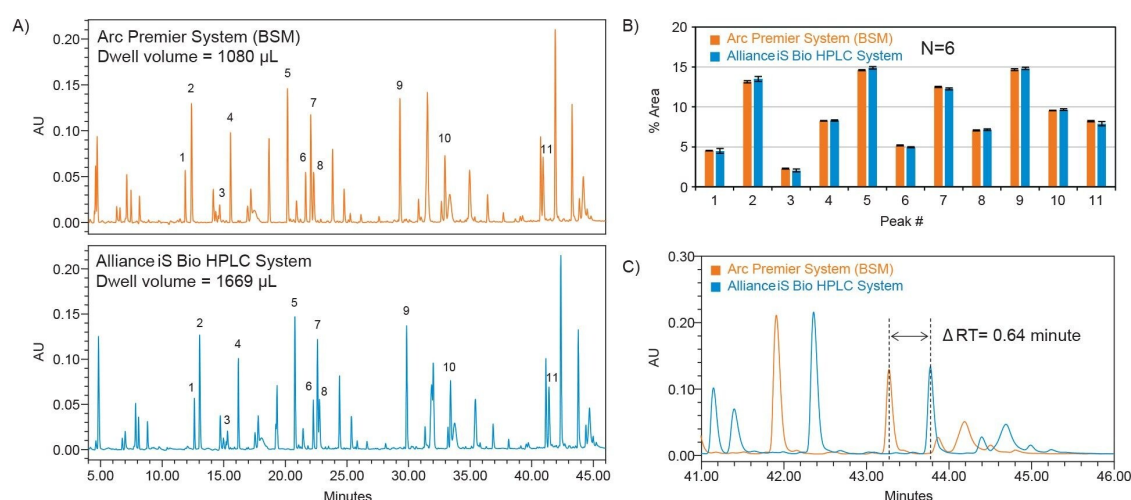 A)
Arc Premier System (BSM)
Dwell volume = 1080 µL
AU
0.20
0.15
0.10
0.05
0.00
1
2
3
4
5
6
7
8
9
10
11
Alliance iS Bio HPLC System
Dwell volume = 1669 µL
AU
0.20
0.15
0.10
0.05
0.00
1
2
3
4
5
6
7
8
9
10
11
5.00 10.00 15.00 20.00 25.00 30.00 35.00 40.00 45.00
Minutes
B)
Arc Premier System (BSM)
Alliance iS Bio HPLC System
N=6
% Area
20
15
10
5
0
1 2 3 4 5 6 7 8 9 10 11
Peak #
C)
Arc Premier System (BSM)
Alliance iS Bio HPLC System
Δ RT= 0.64 minute
AU
0.30
0.20
0.10
0.00
41.00 42.00 43.00 44.00 45.00 46.00
Minutes